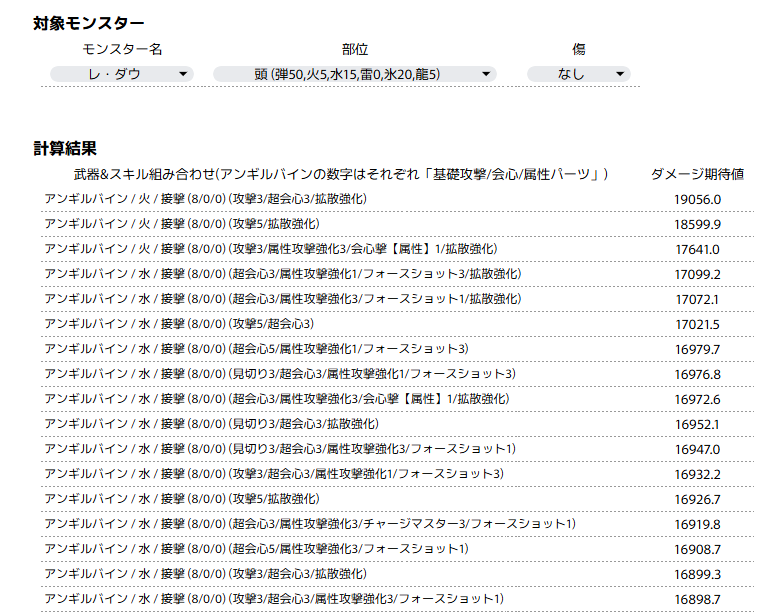 対象モンスター
モンスター名 部位 傷
レ・ダウ 頭(弾50,火5,水15,雷0,氷20,龍5) なし
計算結果
武器&スキル組み合わせ(アンギルバインの数字はそれぞれ「基礎攻撃/会心/属性パーツ」) ダメージ期待値
アンギルバイン / 火 / 接撃 (8/0/0) (攻撃3/超会心3/拡散強化) 19056.0
アンギルバイン / 火 / 接撃 (8/0/0) (攻撃5/拡散強化) 18599.9
アンギルバイン / 火 / 接撃 (8/0/0) (攻撃3/属性攻撃強化3/会心撃【属性】1/拡散強化) 17641.0
アンギルバイン / 水 / 接撃 (8/0/0) (超会心3/属性攻撃強化1/フォースショット3/拡散強化) 17099.2
アンギルバイン / 水 / 接撃 (8/0/0) (超会心3/属性攻撃強化3/フォースショット1/拡散強化) 17072.1
アンギルバイン / 水 / 接撃 (8/0/0) (攻撃5/超会心3) 17021.5
アンギルバイン / 水 / 接撃 (8/0/0) (超会心5/属性攻撃強化1/フォースショット3) 16979.7
アンギルバイン / 水 / 接撃 (8/0/0) (見切り3/超会心3/属性攻撃強化1/フォースショット3) 16976.8
アンギルバイン / 水 / 接撃 (8/0/0) (超会心3/属性攻撃強化3/会心撃【属性】1/拡散強化) 16972.6
アンギルバイン / 水 / 接撃 (8/0/0) (見切り3/超会心3/拡散強化) 16952.1
アンギルバイン / 水 / 接撃 (8/0/0) (見切り3/超会心3/属性攻撃強化3/フォースショット1) 16947.0
アンギルバイン / 水 / 接撃 (8/0/0) (攻撃3/超会心3/属性攻撃強化1/フォースショット3) 16932.2
アンギルバイン / 水 / 接撃 (8/0/0) (攻撃5/拡散強化) 16926.7
アンギルバイン / 水 / 接撃 (8/0/0) (超会心3/属性攻撃強化3/チャージマスター3/フォースショット1) 16919.8
アンギルバイン / 水 / 接撃 (8/0/0) (超会心5/属性攻撃強化3/フォースショット1) 16908.7
アンギルバイン / 水 / 接撃 (8/0/0) (攻撃3/超会心3/拡散強化) 16899.3
アンギルバイン / 水 / 接撃 (8/0/0) (攻撃3/超会心3/属性攻撃強化3/フォースショット1) 16898.7